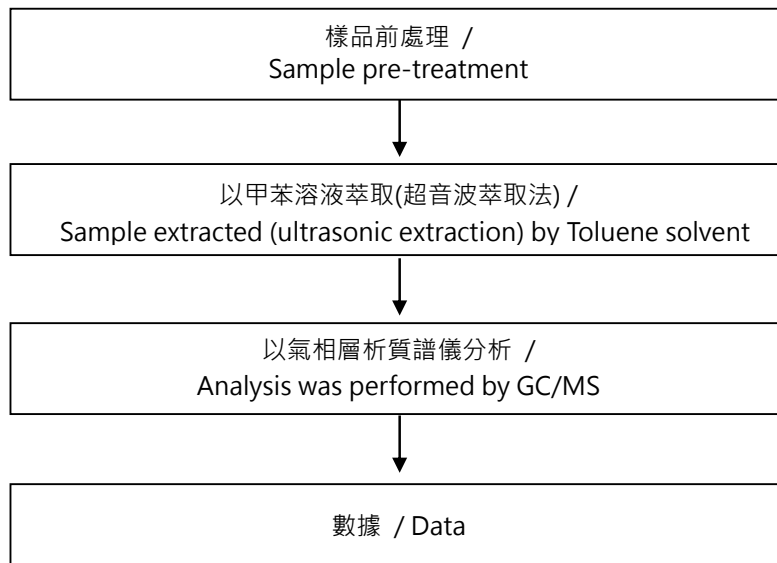 樣品前處理 /
Sample pre-treatment
以甲苯溶液萃取(超音波萃取法) /
Sample extracted (ultrasonic extraction) by Toluene solvent
以氣相層析質譜儀分析 /
Analysis was performed by GC/MS
數據 / Data